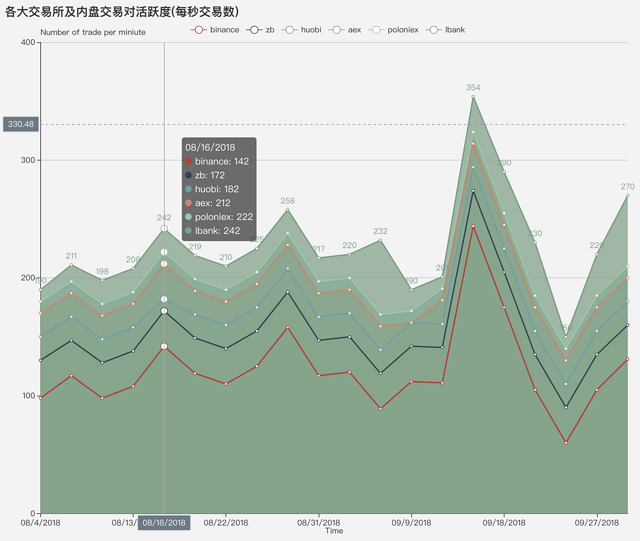 各大交易所及内盘交易对活跃度(每秒交易数)
Number of trade per miniute
binance zb huobi aex poloniex lbank
400
354
330.48
300
290
270
258
242
232
230
220
220
219
217
211
210
208
198
190
200
100
0
08/16/2018
binance: 142
zb: 172
huobi: 182
aex: 212
poloniex: 222
lbank: 242
08/4/2018 08/13/ 08/16/2018 08/22/2018 08/31/2018 09/9/2018 09/18/2018 09/27/2018
Time